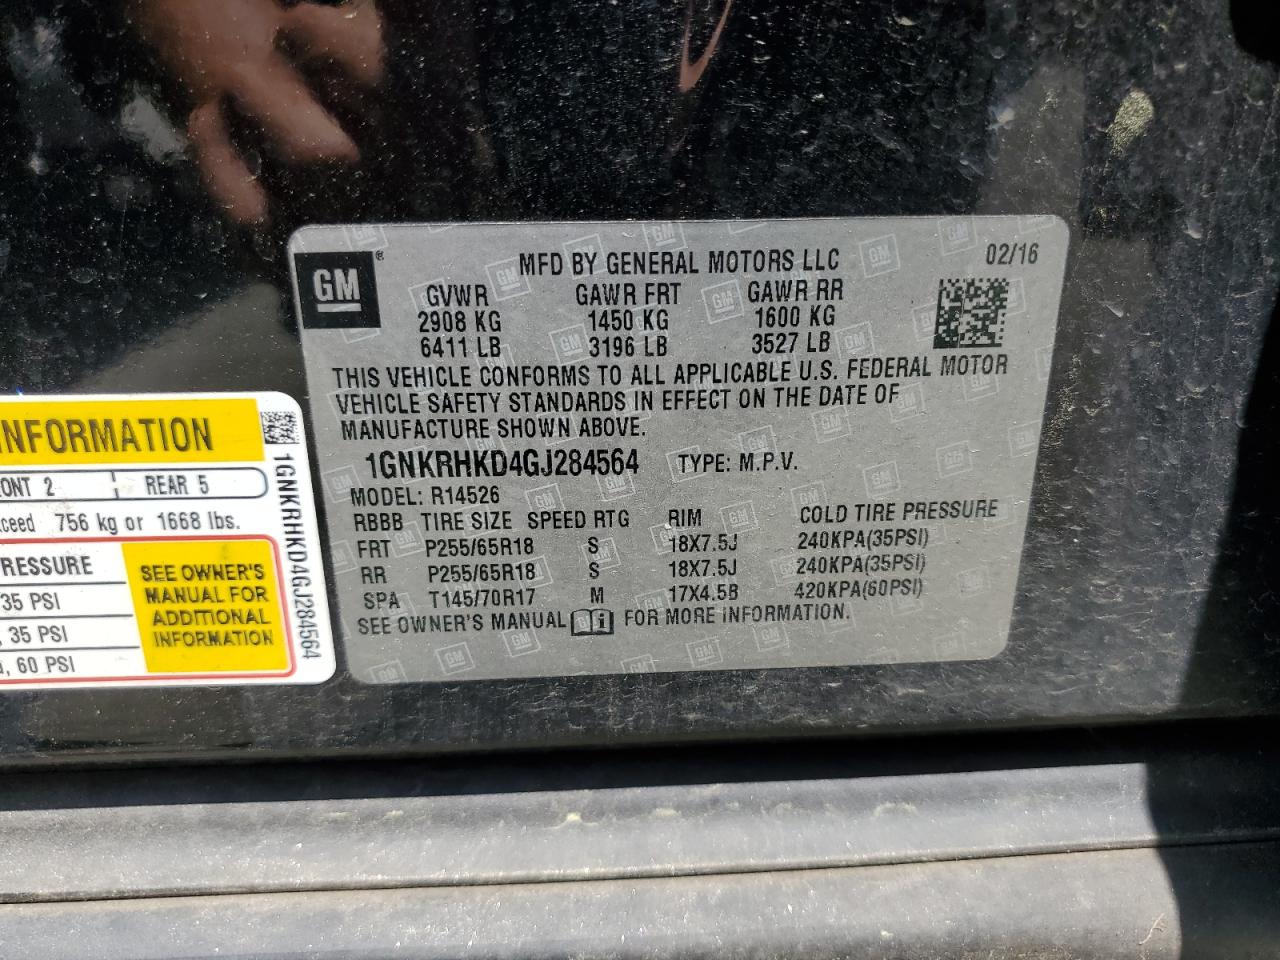 GM
MFD BY GENERAL MOTORS LLC
02/16
GVWR GAWR FRT GAWR RR
2908 KG 1450 KG 1600 KG
6411 LB 3196 LB 3527 LB
THIS VEHICLE CONFORMS TO ALL APPLICABLE U.S. FEDERAL MOTOR
VEHICLE SAFETY STANDARDS IN EFFECT ON THE DATE OF
MANUFACTURE SHOWN ABOVE.
1GNKRHKD4GJ284564 TYPE: M.P.V.
MODEL: R14526
RBBB TIRE SIZE SPEED RTG RIM COLD TIRE PRESSURE
FRT P255/65R18 S 18X7.5J 240KPA(35PSI)
RR P255/65R18 S 18X7.5J 240KPA(35PSI)
SPA T145/70R17 M 17X4.5B 420KPA(60PSI)
SEE OWNER'S MANUAL FOR MORE INFORMATION.
INFORMATION
ONT 2 REAR 5
ceed 756 kg or 1668 lbs.
RESSURE
35 PSI
, 35 PSI
, 60 PSI
SEE OWNER'S
MANUAL FOR
ADDITIONAL
INFORMATION
1GNKRHKD4GJ284564